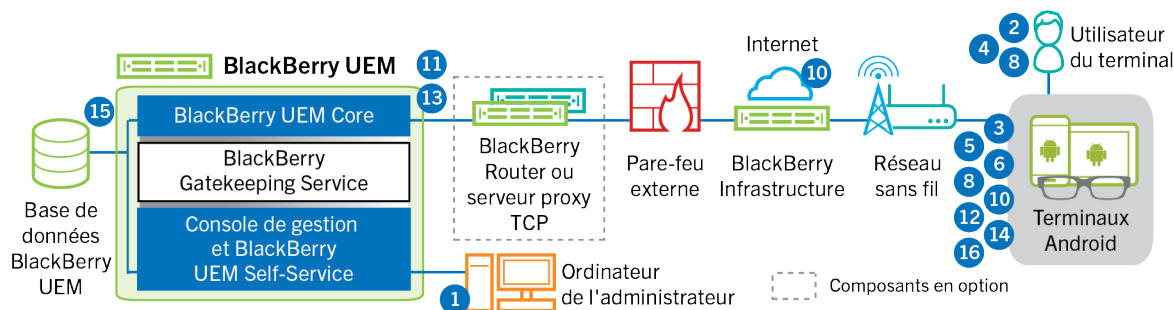 BlackBerry UEM
11
13
15
BlackBerry UEM Core
BlackBerry
Gatekeeping Service
Console de gestion
et BlackBerry
UEM Self-Service
Base de
données
BlackBerry
UEM
BlackBerry
Router ou
serveur proxy
TCP
1
Ordinateur
de l'administrateur
Pare-feu
externe
Internet
10
BlackBerry
Infrastructure
Réseau
sans fil
2
4
8
Utilisateur
du terminal
3
5
6
8
10
12
14
16
Terminaux
Android
Composants en option